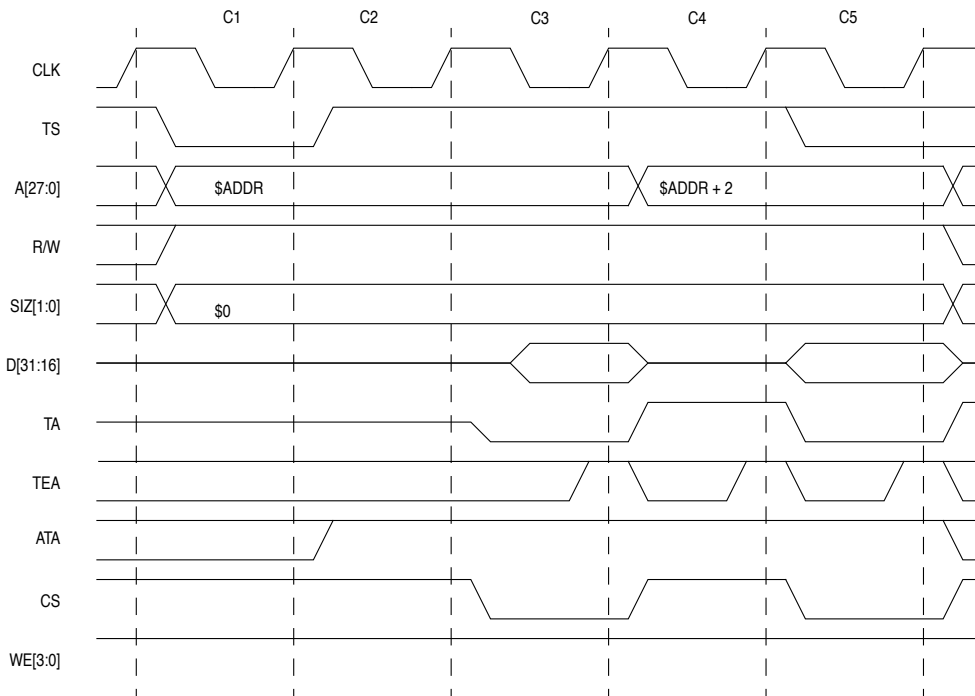 C1 C2 C3 C4 C5
CLK
TS
A[27:0] $ADDR $ADDR + 2
R/W
SIZ[1:0] $0
D[31:16]
TA
TEA
ATA
CS
WE[3:0]